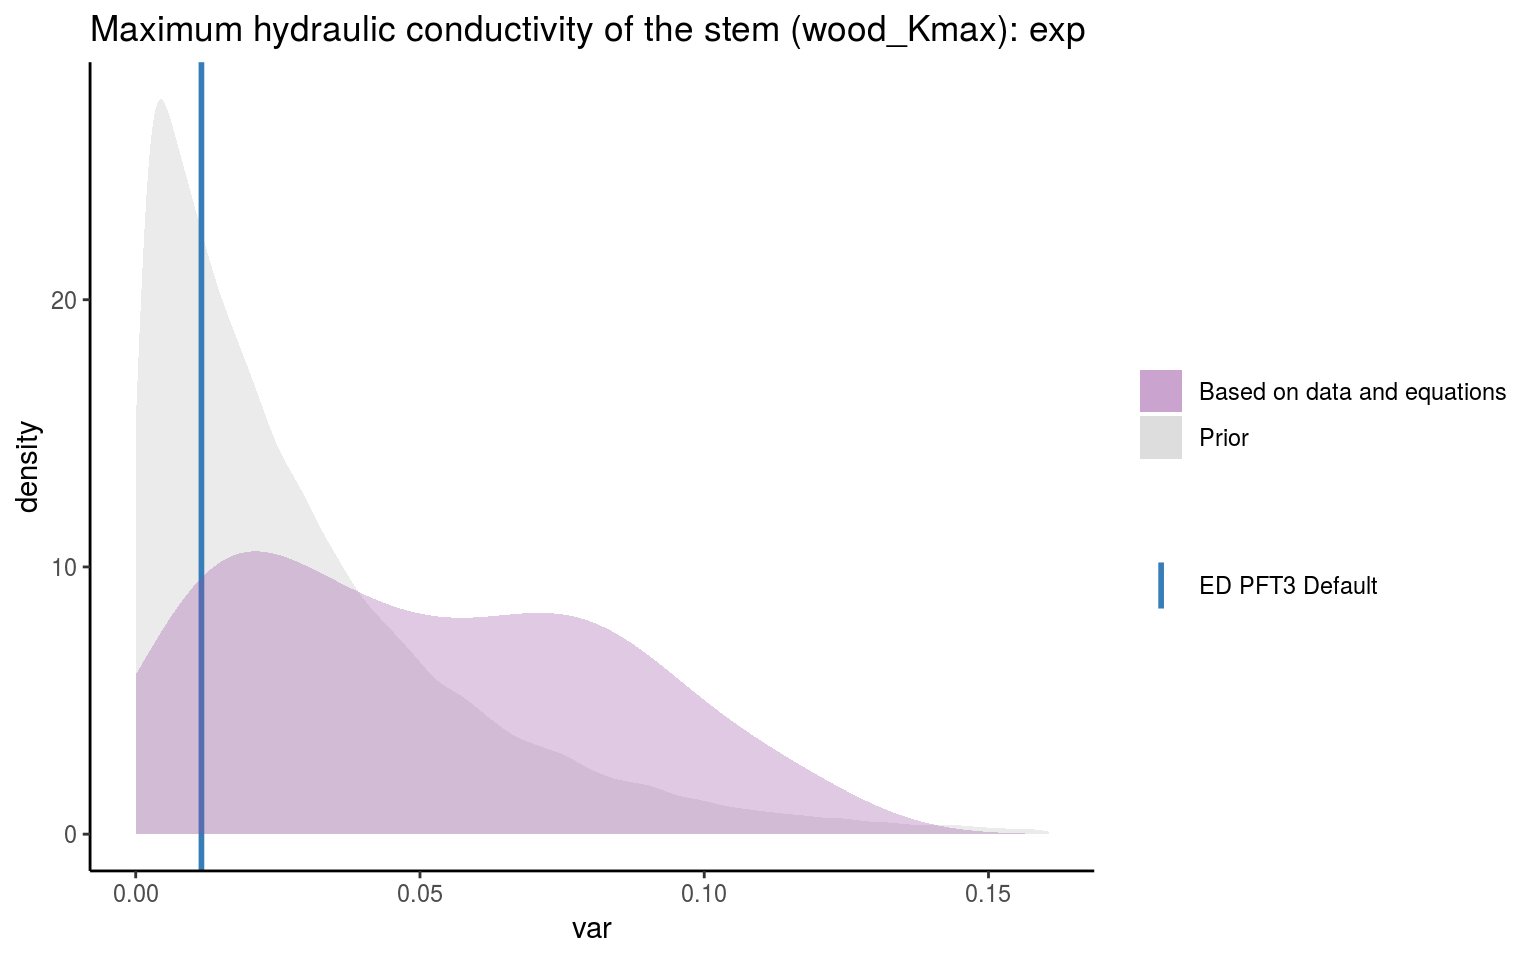 Maximum hydraulic conductivity of the stem (wood_Kmax): exp
density
20
10
0
0.00
0.05
0.10
0.15
var
Based on data and equations
Prior
ED PFT3 Default